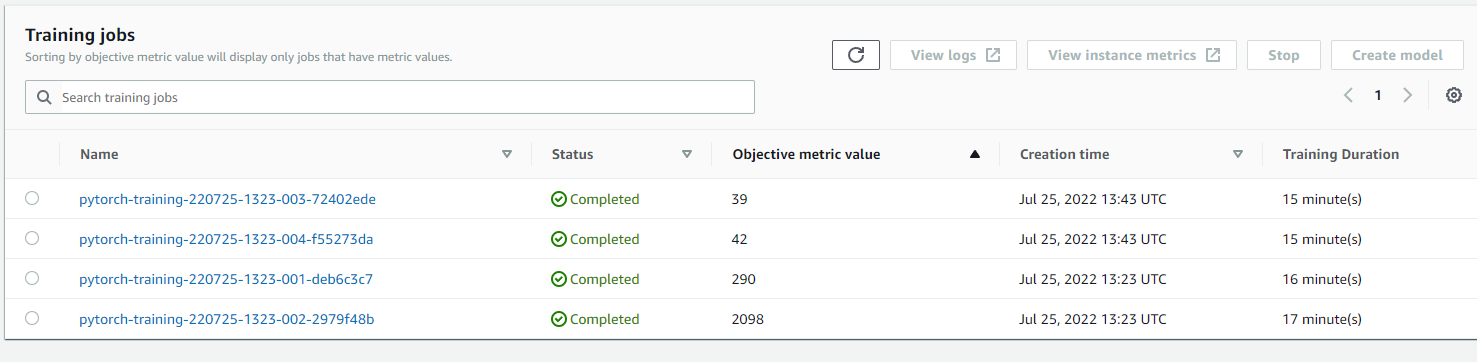 Training jobs
Sorting by objective metric value will display only jobs that have metric values.
View logs
View instance metrics
Stop
Create model
Search training jobs
1
Name Status Objective metric value Creation time Training Duration
pytorch-training-220725-1323-003-72402ede Completed 39 Jul 25, 2022 13:43 UTC 15 minute(s)
pytorch-training-220725-1323-004-f55273da Completed 42 Jul 25, 2022 13:43 UTC 15 minute(s)
pytorch-training-220725-1323-001-deb6c3c7 Completed 290 Jul 25, 2022 13:23 UTC 16 minute(s)
pytorch-training-220725-1323-002-2979f48b Completed 2098 Jul 25, 2022 13:23 UTC 17 minute(s)